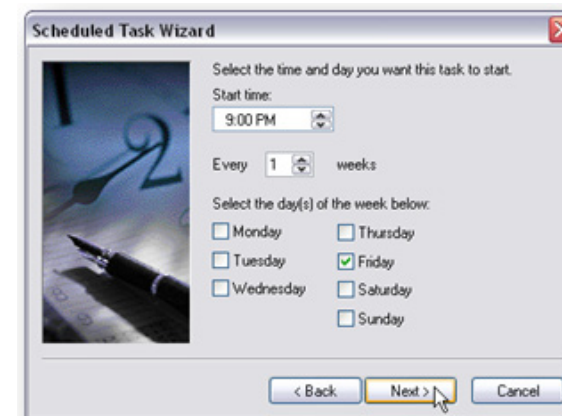 Scheduled Task Wizard
Select the time and day you want this task to start.
Start time:
9:00 PM
Every 1 weeks
Select the day(s) of the week below:
Monday Thursday
Tuesday Friday
Wednesday Saturday
Sunday
< Back Next > Cancel